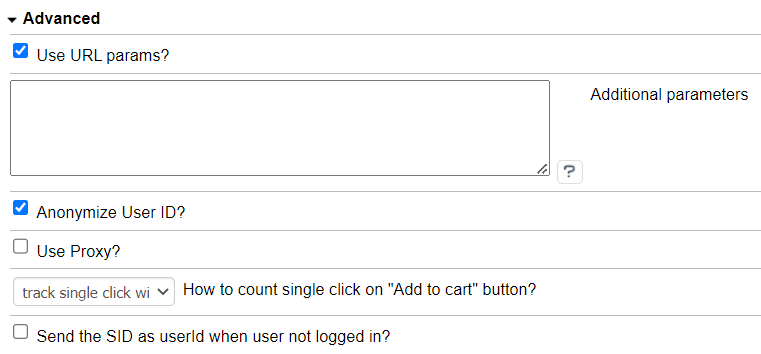 Advanced
Use URL params?
Additional parameters
?
Anonymize User ID?
Use Proxy?
track single click wi How to count single click on "Add to cart" button?
Send the SID as userId when user not logged in?